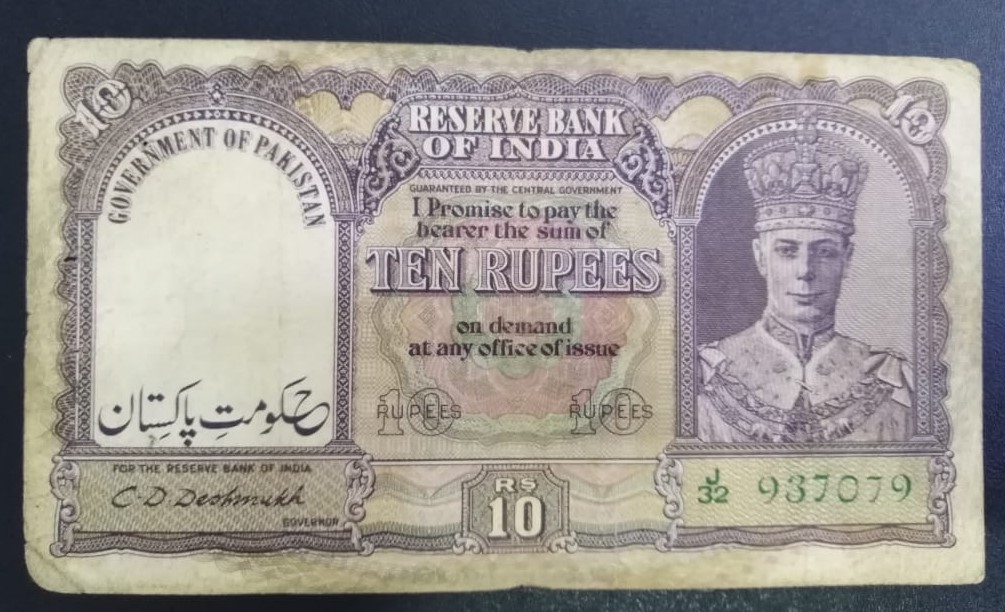 10
10
GOVERNMENT OF PAKISTAN
RESERVE BANK
OF INDIA
GUARANTEED BY THE CENTRAL GOVERNMENT
I Promise to pay the
bearer the sum of
TEN RUPEES
on demand
at any office of issue
10 RUPEES
10 RUPEES
حکومتِ پاکِستان
FOR THE RESERVE BANK OF INDIA
C D Deshmukh
GOVERNOR
RS
10
J/32 937079